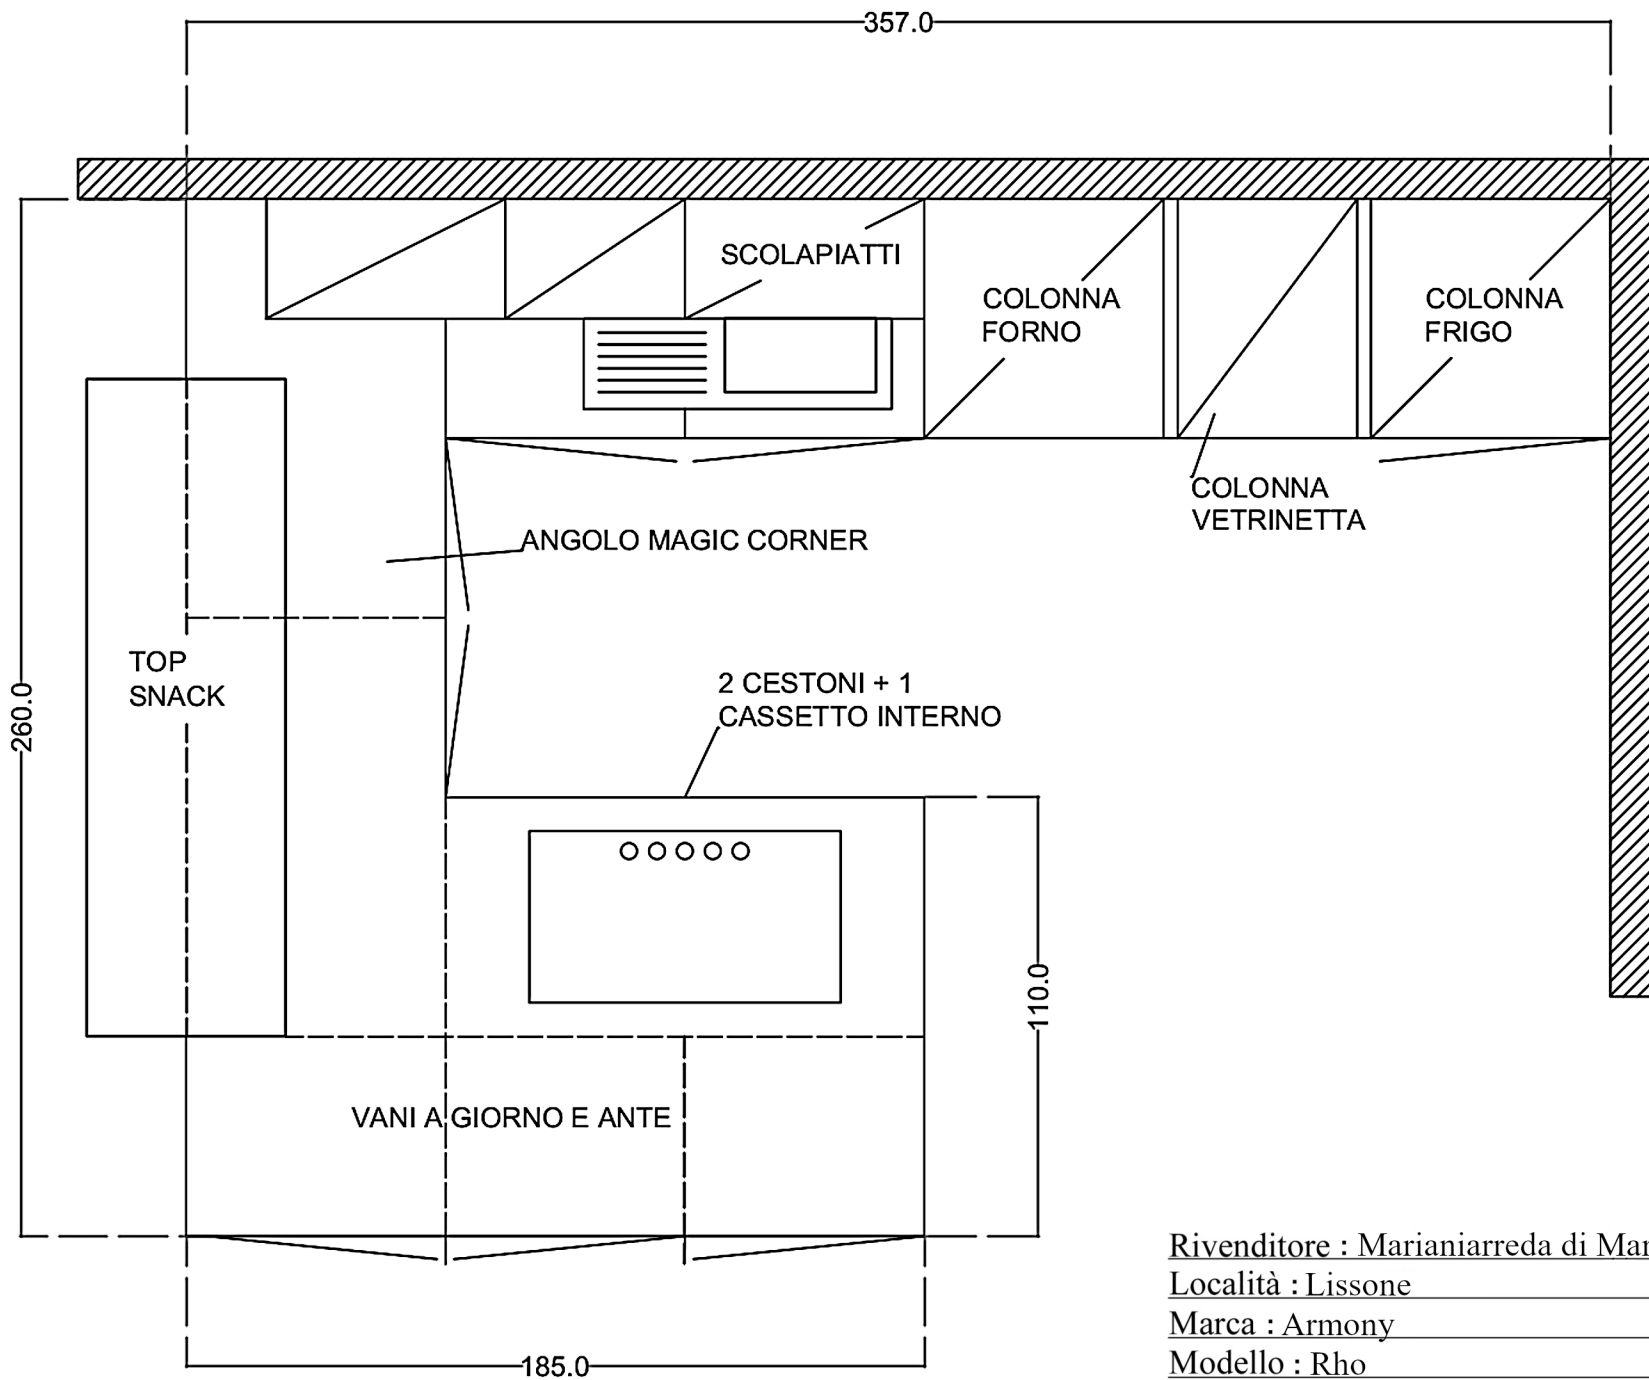 357.0
SCOLAPIATTI
COLONNA
FORNO
COLONNA
FRIGO
COLONNA
VETRINETTA
ANGOLO MAGIC CORNER
TOP
SNACK
260.0
2 CESTONI + 1
CASSETTO INTERNO
110.0
VANI A GIORNO E ANTE
185.0
Rivenditore : Marianiarreda di Mar
Località : Lissone
Marca : Armony
Modello : Rho